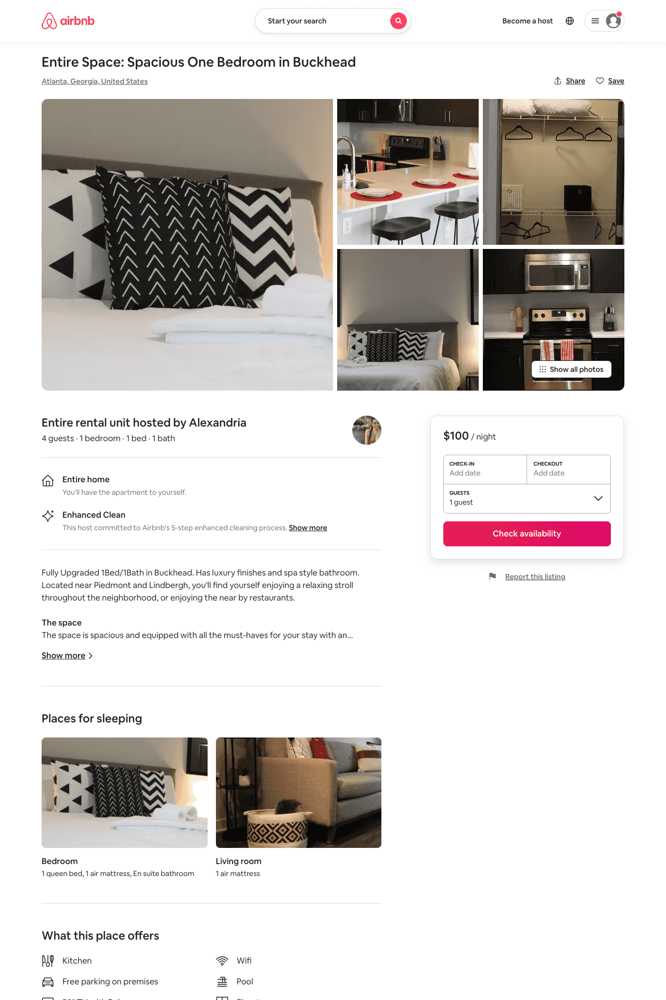 airbnb
Start your search
Become a host
Entire Space: Spacious One Bedroom in Buckhead
Atlanta, Georgia, United States
Share
Save
Show all photos
Entire rental unit hosted by Alexandria
4 guests · 1 bedroom · 1 bed · 1 bath
Entire home
You'll have the apartment to yourself.
Enhanced Clean
This host committed to Airbnb's 5-step enhanced cleaning process. Show more
$100 / night
CHECK-IN
Add date
CHECKOUT
Add date
GUESTS
1 guest
Check availability
Report this listing
Fully Upgraded 1Bed/1Bath in Buckhead. Has luxury finishes and spa style bathroom.
Located near Piedmont and Lindbergh, you'll find yourself enjoying a relaxing stroll
throughout the neighborhood, or enjoying the near by restaurants.
The space
The space is spacious and equipped with all the must-haves for your stay with an…
Show more
Places for sleeping
Bedroom
1 queen bed, 1 air mattress, En suite bathroom
Living room
1 air mattress
What this place offers
Kitchen
Wifi
Free parking on premises
Pool